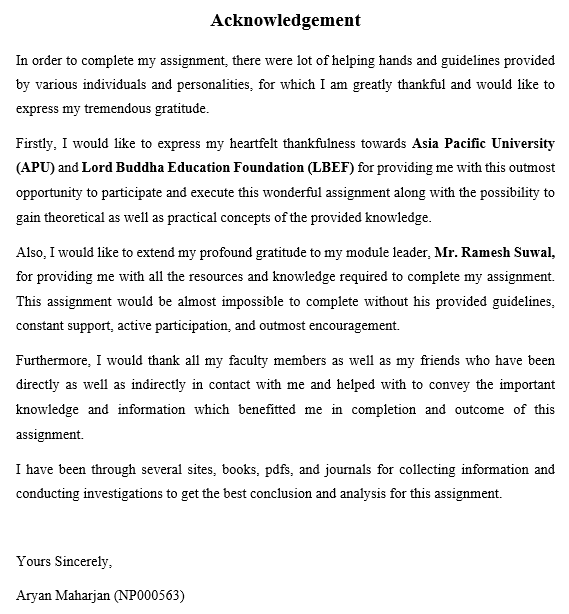 Acknowledgement
In order to complete my assignment, there were lot of helping hands and guidelines provided
by various individuals and personalities, for which I am greatly thankful and would like to
express my tremendous gratitude.
Firstly, I would like to express my heartfelt thankfulness towards Asia Pacific University
(APU) and Lord Buddha Education Foundation (LBEF) for providing me with this outmost
opportunity to participate and execute this wonderful assignment along with the possibility to
gain theoretical as well as practical concepts of the provided knowledge.
Also, I would like to extend my profound gratitude to my module leader, Mr. Ramesh Suwal,
for providing me with all the resources and knowledge required to complete my assignment.
This assignment would be almost impossible to complete without his provided guidelines,
constant support, active participation, and outmost encouragement.
Furthermore, I would thank all my faculty members as well as my friends who have been
directly as well as indirectly in contact with me and helped with to convey the important
knowledge and information which benefitted me in completion and outcome of this
assignment.
I have been through several sites, books, pdfs, and journals for collecting information and
conducting investigations to get the best conclusion and analysis for this assignment.
Yours Sincerely,
Aryan Maharjan (NP000563)